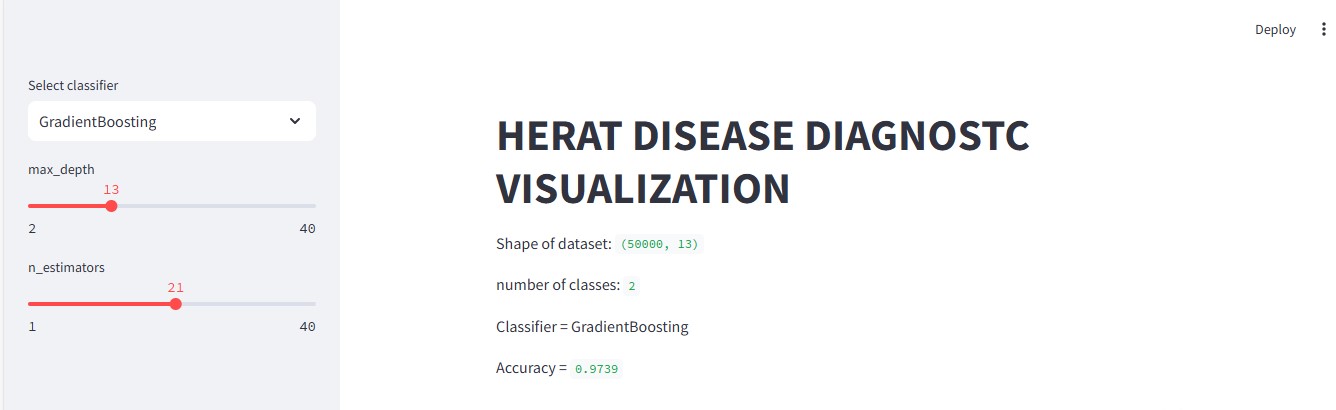 Deploy
Select classifier
GradientBoosting
max_depth
13
2 40
n_estimators
21
1 40
HERAT DISEASE DIAGNOSTC
VISUALIZATION
Shape of dataset: (50000, 13)
number of classes: 2
Classifier = GradientBoosting
Accuracy = 0.9739